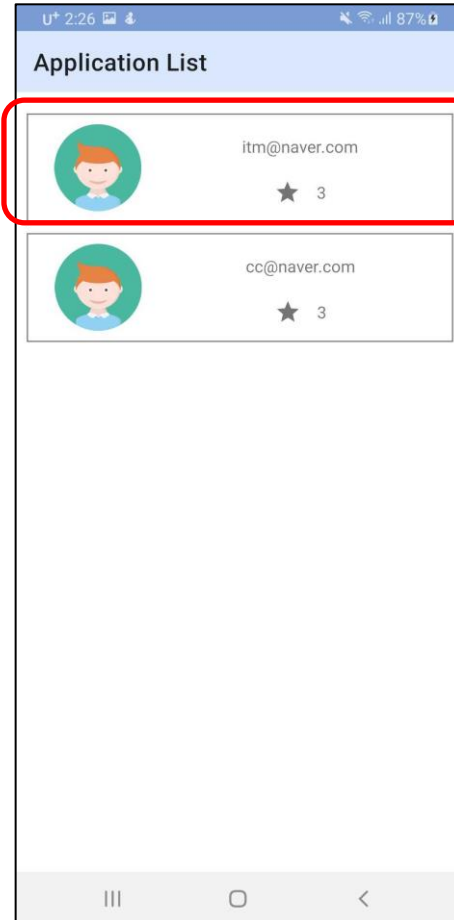 U+ 2:26 87%
Application List
itm@naver.com
3
cc@naver.com
3